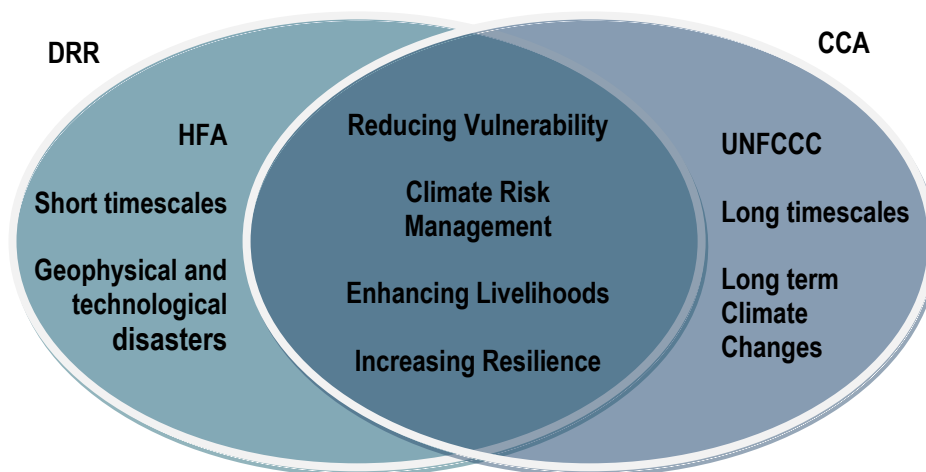 DRR
CCA
HFA
Short timescales
Geophysical and
technological
disasters
Reducing Vulnerability
Climate Risk
Management
Enhancing Livelihoods
Increasing Resilience
UNFCCC
Long timescales
Long term
Climate
Changes